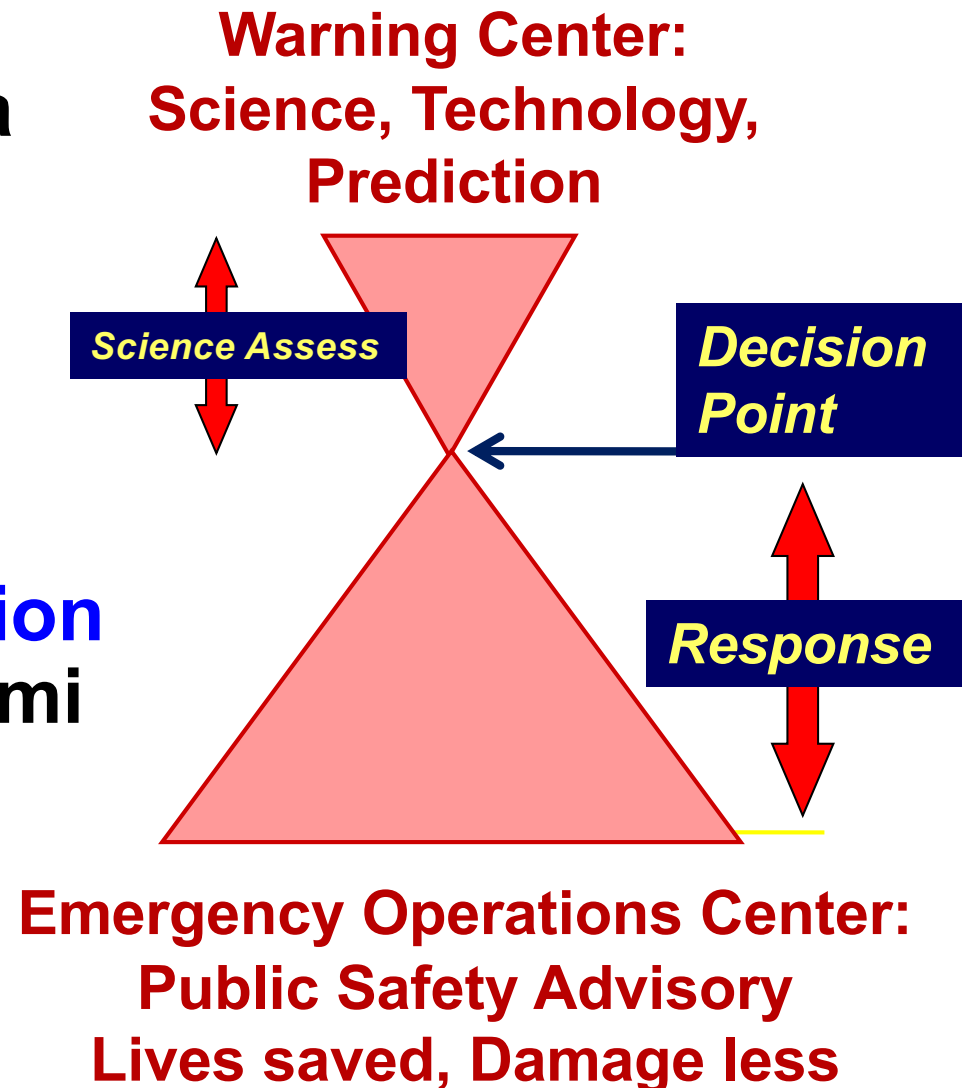 Warning Center:
a
Science, Technology,
Prediction
Science Assess
Decision
Point
ion
mi
Response
Emergency Operations Center:
Public Safety Advisory
Lives saved, Damage less